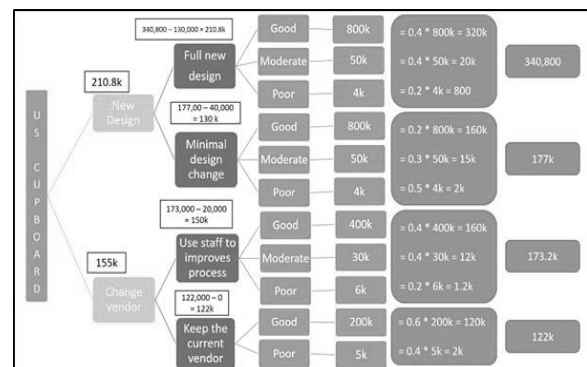 US CUPBOARD
210.8k
New
Design
155k
Change
vendor
340,800 – 130,000 = 210.8k
Full new
design
177,00 – 40,000
= 130 k
Minimal
design
change
173,000 – 20,000
= 150k
Use staff to
improves
process
122,000 – 0
= 122k
Keep the
current
vendor
Good
800k
Moderate
50k
Poor
4k
= 0.4 * 800k = 320k
= 0.4 * 50k = 20k
= 0.2 * 4k = 800
340,800
Good
800k
Moderate
50k
Poor
4k
= 0.2 * 800k = 160k
= 0.3 * 50k = 15k
= 0.5 * 4k = 2k
177k
Good
400k
Moderate
30k
Poor
6k
= 0.4 * 400k = 160k
= 0.4 * 30k = 12k
= 0.2 * 6k = 1.2k
173.2k
Good
200k
Poor
5k
= 0.6 * 200k = 120k
= 0.4 * 5k = 2k
122k